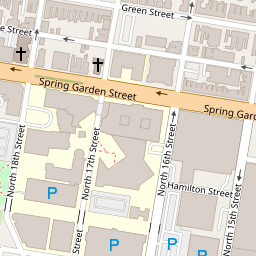 Green Street
e Street
Spring Garden Street
Spring Gard
North 18th Street
North 17th Street
North 16th Street
North 15th Street
Hamilton Street
P
P
P
P